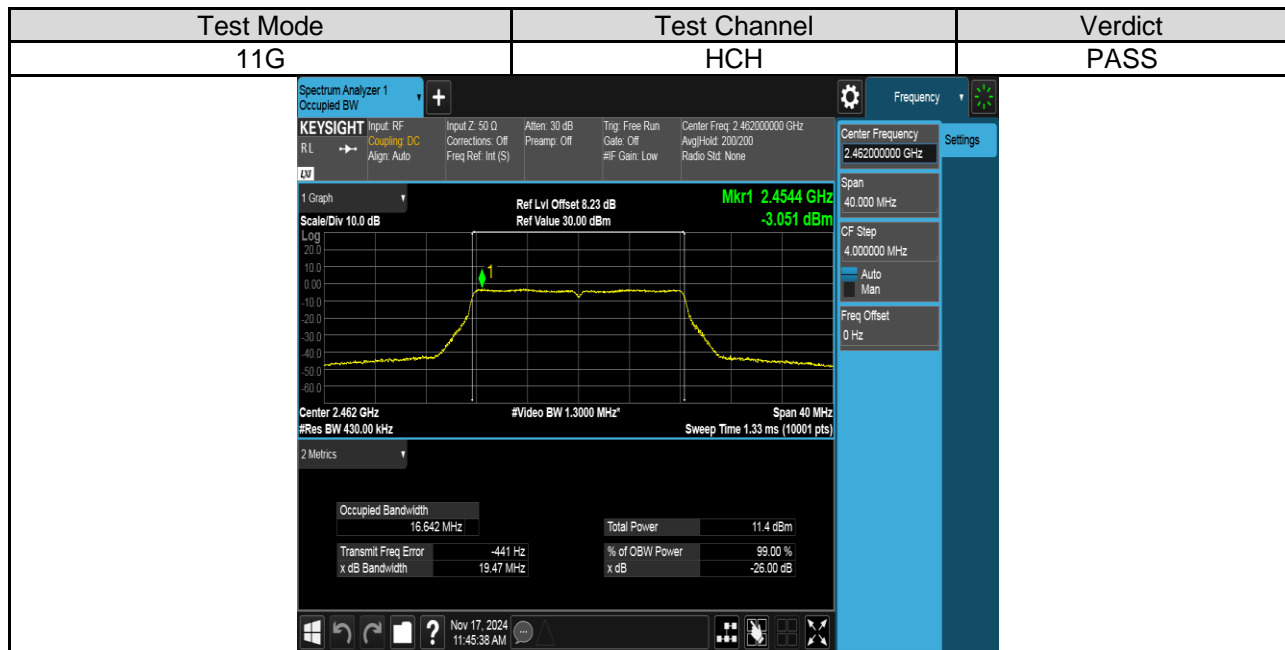 Test Mode Test Channel Verdict
11G HCH PASS
Spectrum Analyzer 1
Occupied BW
+
Frequency
KEYSIGHT Input: RF Input Z: 50 Ω Atten: 30 dB Trig: Free Run Center Freq: 2.462000000 GHz
RL Coupling: DC Corrections: Off Preamp: Off Gate: Off Avg|Hold: 200/200
Align: Auto Freq Ref: Int (S) #IF Gain: Low Radio Std: None
LXI
Center Frequency
2.462000000 GHz
Settings
Span
40.000 MHz
CF Step
4.000000 MHz
Auto
Man
Freq Offset
0 Hz
1 Graph Ref Lvl Offset 8.23 dB Mkr1 2.4544 GHz
Scale/Div 10.0 dB Ref Value 30.00 dBm -3.051 dBm
Log
20.0
10.0
1
0.00
-10.0
-20.0
-30.0
-40.0
-50.0
-60.0
Center 2.462 GHz #Video BW 1.3000 MHz* Span 40 MHz
#Res BW 430.00 kHz Sweep Time 1.33 ms (10001 pts)
2 Metrics
Occupied Bandwidth
16.642 MHz Total Power 11.4 dBm
Transmit Freq Error -441 Hz % of OBW Power 99.00 %
x dB Bandwidth 19.47 MHz x dB -26.00 dB
? Nov 17, 2024
11:45:38 AM